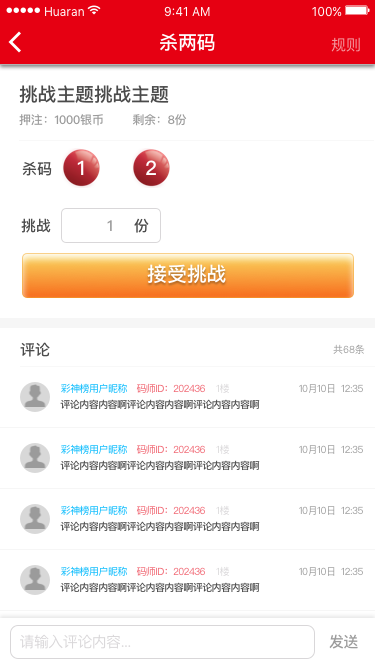 Huaran 9:41 AM 100%
杀两码 规则
挑战主题挑战主题
押注：1000银币 剩余：8份
杀码 1 2
挑战 1 份
接受挑战
评论 共68条
彩神榜用户昵称 码师ID：202436 1楼 10月10日 12:35
评论内容内容啊评论内容内容啊评论内容内容啊
彩神榜用户昵称 码师ID：202436 1楼 10月10日 12:35
评论内容内容啊评论内容内容啊评论内容内容啊
彩神榜用户昵称 码师ID：202436 1楼 10月10日 12:35
评论内容内容啊评论内容内容啊评论内容内容啊
彩神榜用户昵称 码师ID：202436 1楼 10月10日 12:35
评论内容内容啊评论内容内容啊评论内容内容啊
请输入评论内容... 发送